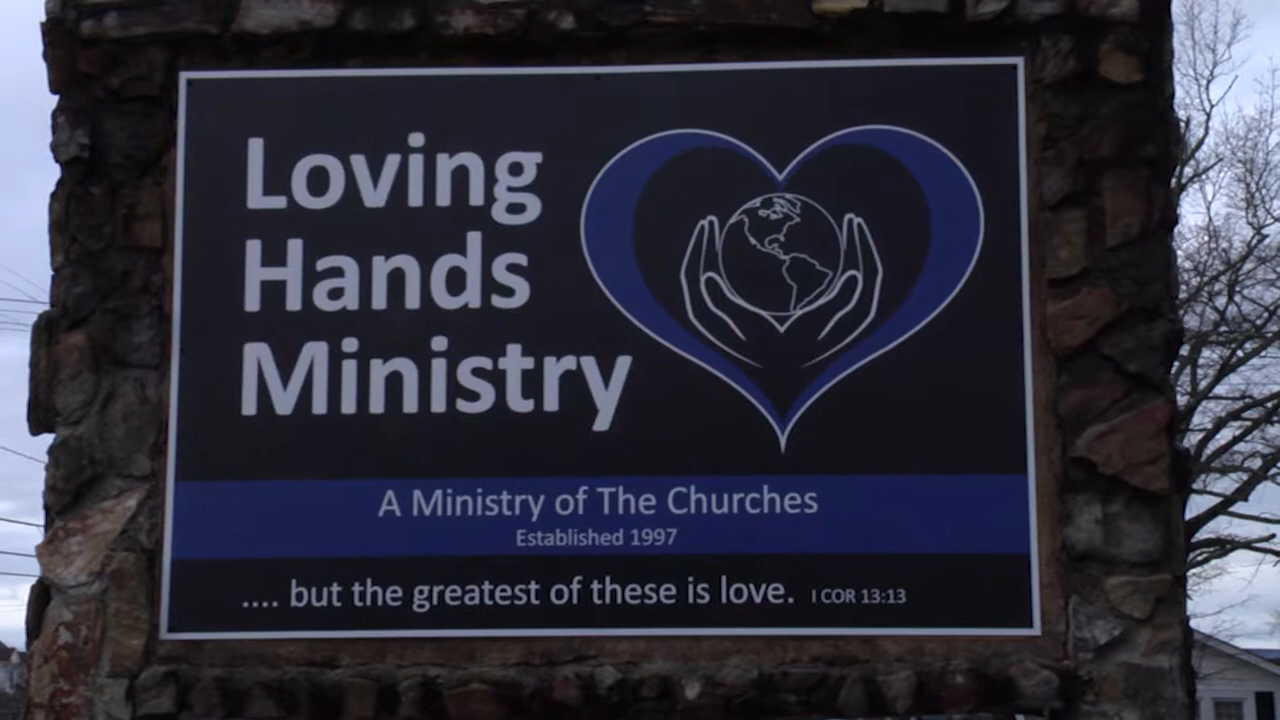 Loving
Hands
Ministry
A Ministry of The Churches
Established 1997
.... but the greatest of these is love. I COR 13:13